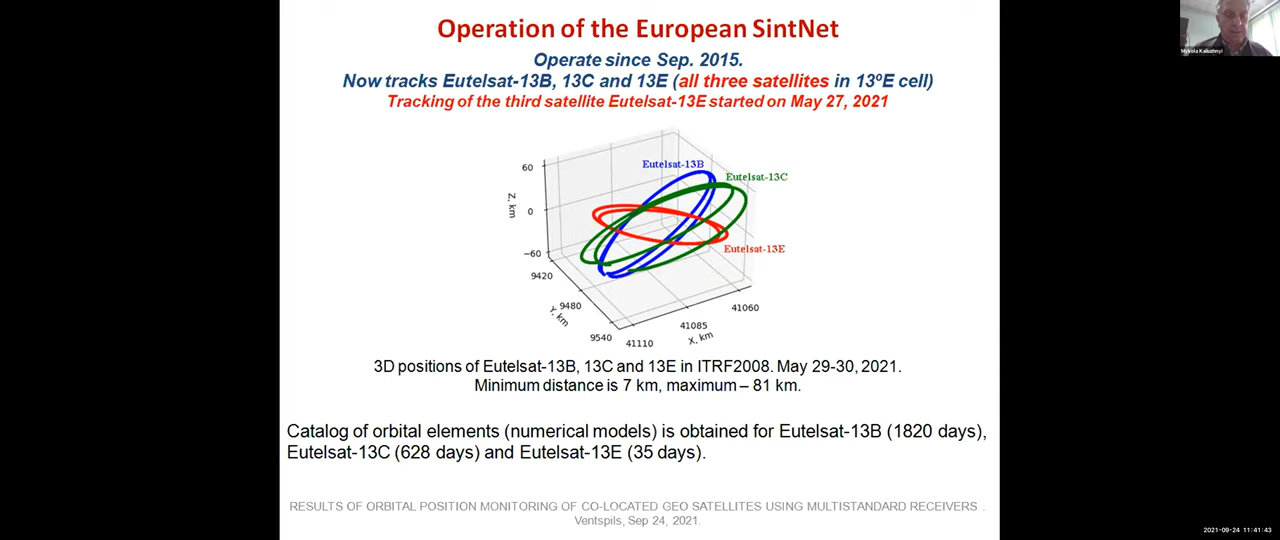 Operation of the European SintNet
Operate since Sep. 2015.
Now tracks Eutelsat-13B, 13C and 13E (all three satellites in 13ºE cell)
Tracking of the third satellite Eutelsat-13E started on May 27, 2021
Mykola Kaliuzhnyi
Eutelsat-13B
Eutelsat-13C
Eutelsat-13E
60
0
−60
Z, km
9420
9480
9540
Y, km
41110
41085
41060
X, km
3D positions of Eutelsat-13B, 13C and 13E in ITRF2008. May 29-30, 2021.
Minimum distance is 7 km, maximum – 81 km.
Catalog of orbital elements (numerical models) is obtained for Eutelsat-13B (1820 days),
Eutelsat-13C (628 days) and Eutelsat-13E (35 days).
RESULTS OF ORBITAL POSITION MONITORING OF CO-LOCATED GEO SATELLITES USING MULTISTANDARD RECEIVERS .
Ventspils, Sep 24, 2021.
2021-09-24 11:41:43